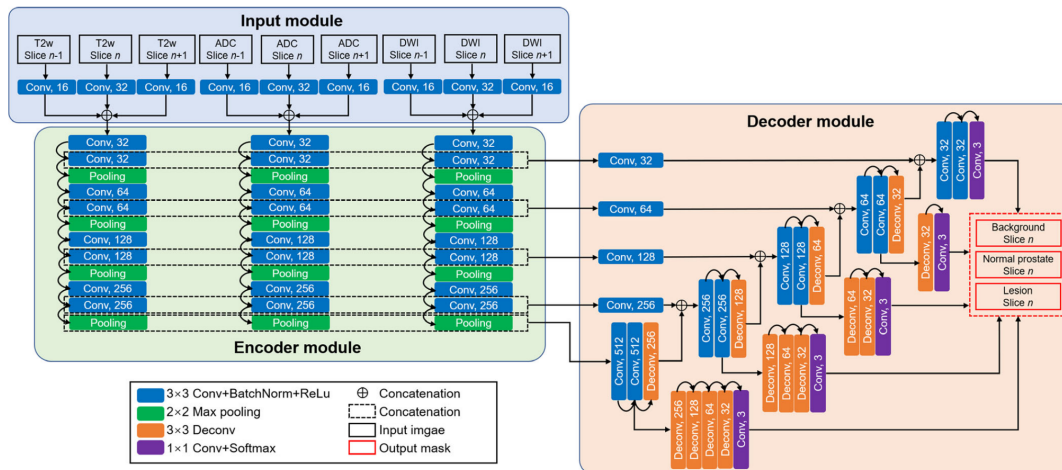 Input module
T2w Slice n-1
T2w Slice n
T2w Slice n+1
ADC Slice n-1
ADC Slice n
ADC Slice n+1
DWI Slice n-1
DWI Slice n
DWI Slice n+1
Conv, 16
Conv, 32
Conv, 16
Conv, 16
Conv, 32
Conv, 16
Conv, 16
Conv, 32
Conv, 16
Conv, 32
Conv, 32
Pooling
Conv, 64
Conv, 64
Pooling
Conv, 128
Conv, 128
Pooling
Conv, 256
Conv, 256
Pooling
Conv, 32
Conv, 32
Pooling
Conv, 64
Conv, 64
Pooling
Conv, 128
Conv, 128
Pooling
Conv, 256
Conv, 256
Pooling
Conv, 32
Conv, 32
Pooling
Conv, 64
Conv, 64
Pooling
Conv, 128
Conv, 128
Pooling
Conv, 256
Conv, 256
Pooling
Encoder module
Decoder module
Conv, 32
Conv, 64
Conv, 128
Conv, 256
Conv, 512
Conv, 512
Deconv, 256
Conv, 256
Conv, 256
Deconv, 128
Conv, 128
Conv, 128
Deconv, 64
Conv, 64
Conv, 64
Deconv, 32
Conv, 32
Conv, 32
Conv, 3
Deconv, 32
Conv, 3
Deconv, 64
Deconv, 32
Conv, 3
Deconv, 128
Deconv, 64
Deconv, 32
Conv, 3
Deconv, 256
Deconv, 128
Deconv, 64
Deconv, 32
Conv, 3
Background
Slice n
Normal prostate
Slice n
Lesion
Slice n
3×3 Conv+BatchNorm+ReLu
2×2 Max pooling
3×3 Deconv
1×1 Conv+Softmax
Concatenation
Concatenation
Input imgae
Output mask